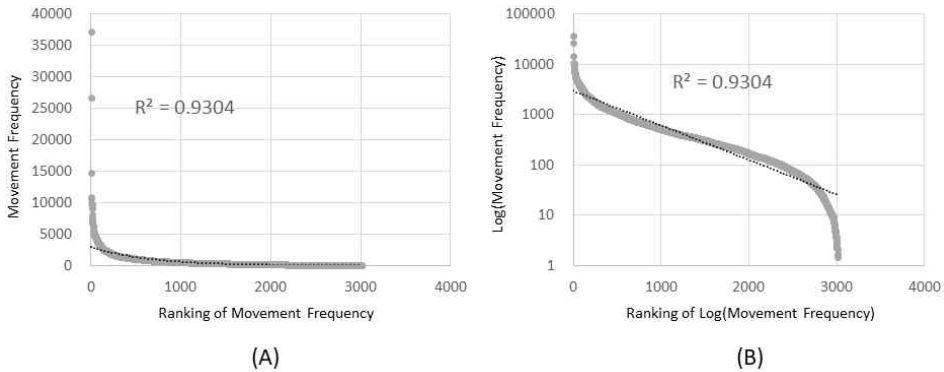 40000
35000
30000
25000
20000
15000
10000
5000
0
Movement Frequency
R² = 0.9304
0 1000 2000 3000 4000
Ranking of Movement Frequency
(A)
100000
10000
1000
100
10
1
Log(Movement Frequency)
R² = 0.9304
0 1000 2000 3000 4000
Ranking of Log(Movement Frequency)
(B)